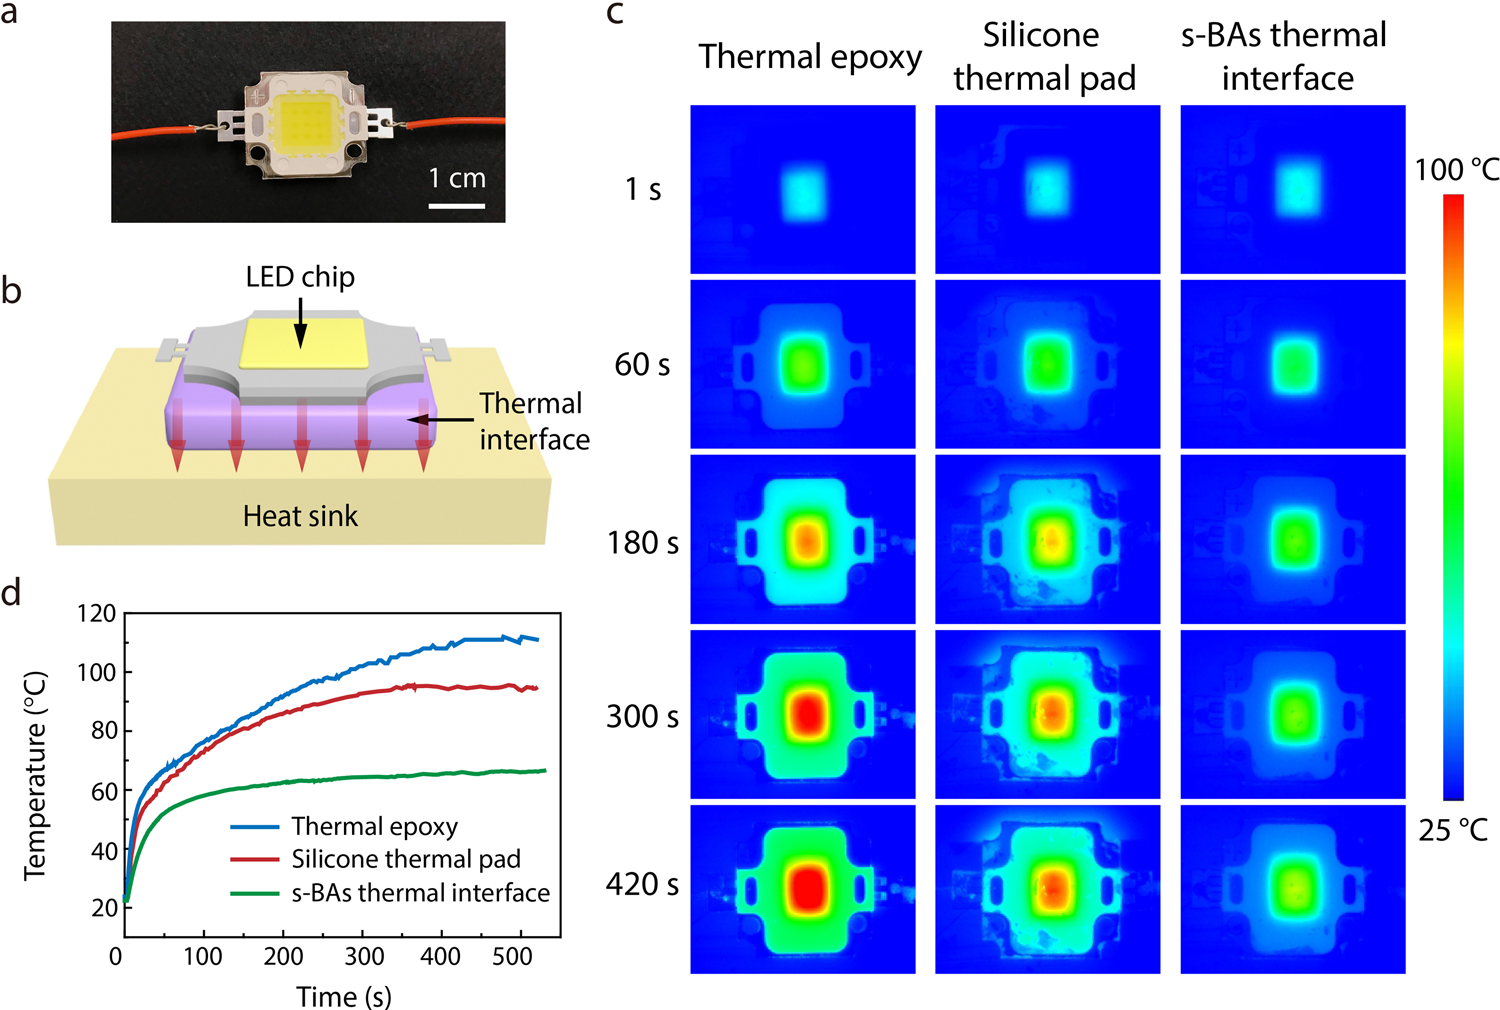 a
1 cm
b
LED chip
Thermal
interface
Heat sink
c
Thermal epoxy
Silicone
thermal pad
s-BAs thermal
interface
1 s
60 s
180 s
300 s
420 s
100 °C
25 °C
d
Temperature (°C)
120
100
80
60
40
20
Thermal epoxy
Silicone thermal pad
s-BAs thermal interface
0 100 200 300 400 500
Time (s)